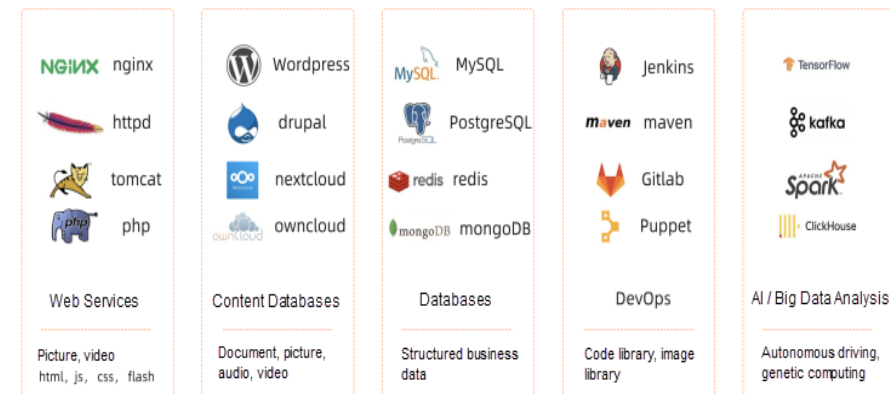 NGINX nginx
httpd
tomcat
php php
Web Services
Picture, video
html, js, css, flash
Wordpress
drupal
nextcloud
ownCloud owncloud
Content Databases
Document, picture,
audio, video
MySQL MySQL
PostgreSQL PostgreSQL
redis redis
mongoDB mongoDB
Databases
Structured business
data
Jenkins
maven maven
Gitlab
Puppet
DevOps
Code library, image
library
TensorFlow
kafka
APACHE
Spark
ClickHouse
AI / Big Data Analysis
Autonomous driving,
genetic computing